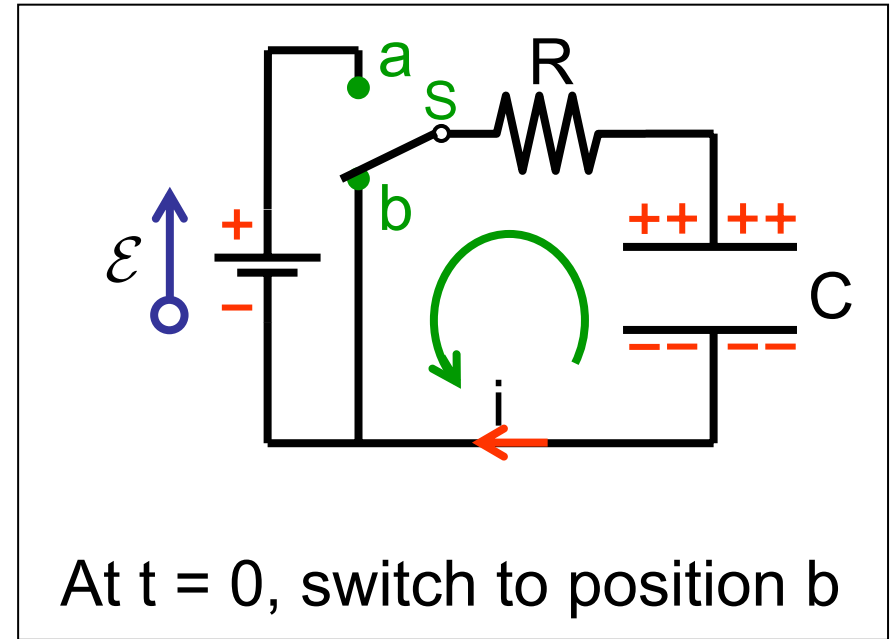 a
R
S
+
b
+ + + +
ℰ
C
−
− − − −
i
At t = 0, switch to position b